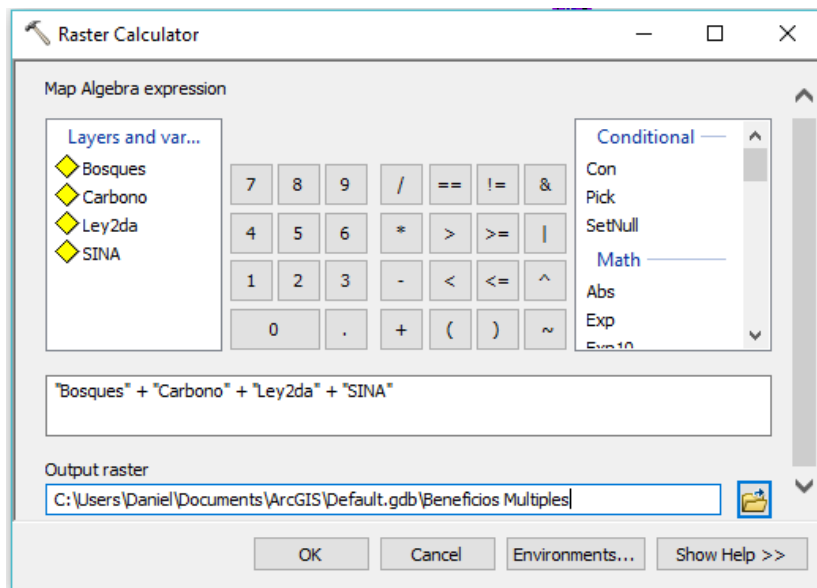 Raster Calculator
Map Algebra expression
Layers and var...
Bosques
Carbono
Ley2da
SINA
7 8 9 / == != &
4 5 6 * > >= |
1 2 3 - < <= ^
0 . + ( ) ~
Conditional
Con
Pick
SetNull
Math
Abs
Exp
Exp10
"Bosques" + "Carbono" + "Ley2da" + "SINA"
Output raster
C:\Users\Daniel\Documents\ArcGIS\Default.gdb\Beneficios Multiples
OK Cancel Environments... Show Help >>